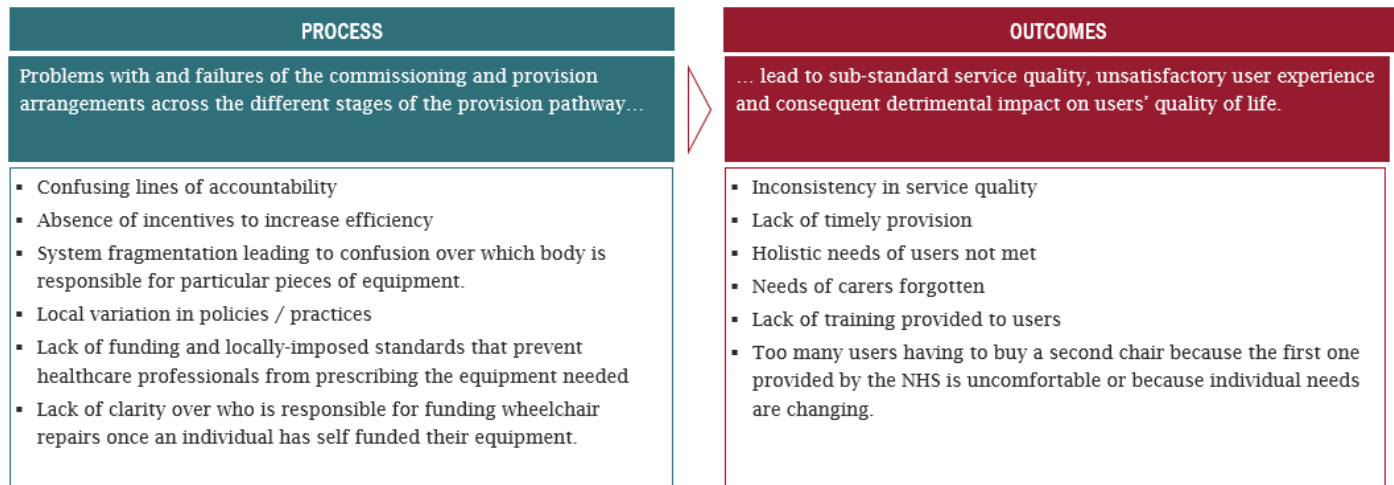 PROCESS
Problems with and failures of the commissioning and provision
arrangements across the different stages of the provision pathway…
▪ Confusing lines of accountability
▪ Absence of incentives to increase efficiency
▪ System fragmentation leading to confusion over which body is
responsible for particular pieces of equipment.
▪ Local variation in policies / practices
▪ Lack of funding and locally-imposed standards that prevent
healthcare professionals from prescribing the equipment needed
▪ Lack of clarity over who is responsible for funding wheelchair
repairs once an individual has self funded their equipment.
OUTCOMES
… lead to sub-standard service quality, unsatisfactory user experience
and consequent detrimental impact on users’ quality of life.
▪ Inconsistency in service quality
▪ Lack of timely provision
▪ Holistic needs of users not met
▪ Needs of carers forgotten
▪ Lack of training provided to users
▪ Too many users having to buy a second chair because the first one
provided by the NHS is uncomfortable or because individual needs
are changing.